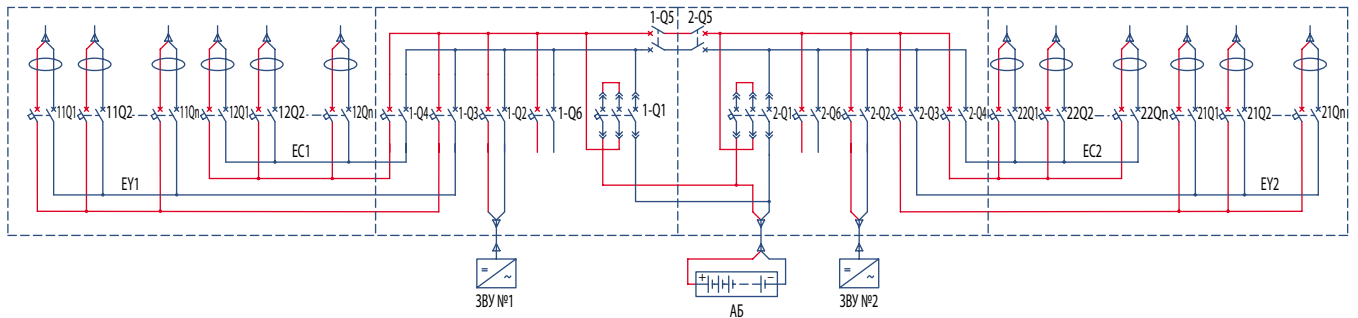 1-Q5 2-Q5
11Q1 11Q2 11Qn 12Q1 12Q2 12Qn 1-Q4 1-Q3 1-Q2 1-Q6 1-Q1 2-Q1 2-Q6 2-Q2 2-Q3 2-Q4 22Q1 22Q2 22Qn 21Q1 21Q2 21Qn
EC1 EC2
EY1 EY2
= ~ + − = ~
ЗВУ №1 АБ ЗВУ №2